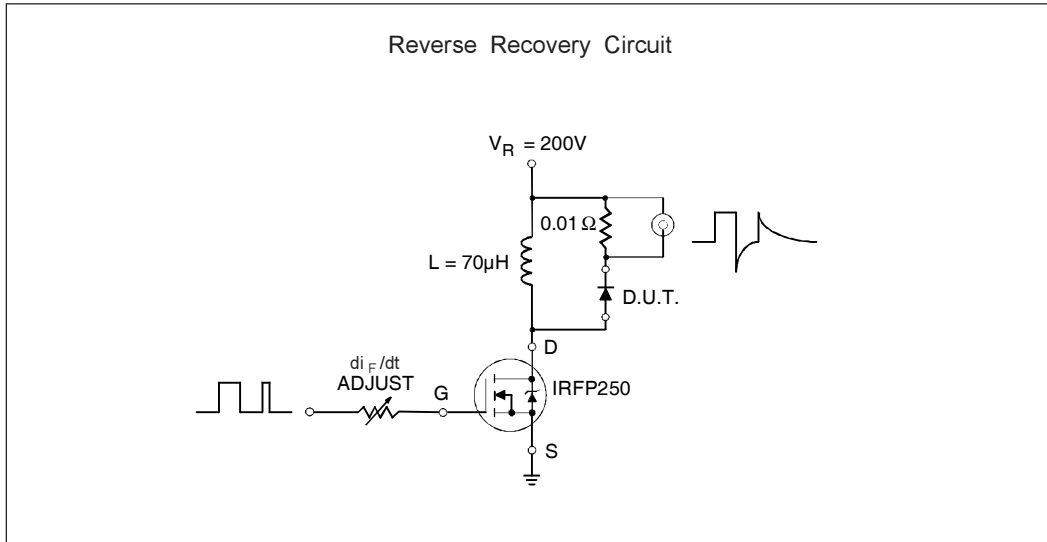 Reverse Recovery Circuit
V_R = 200V
0.01 Ω
L = 70µH
D.U.T.
D
di_F/dt
ADJUST
G
IRFP250
S